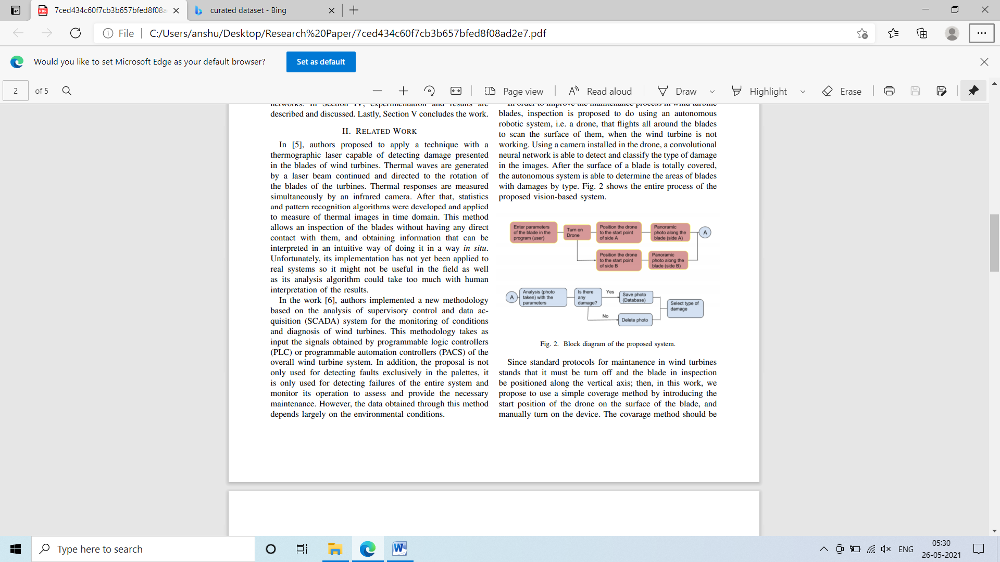 7ced434c60f7cb3b657bfed8f08a
curated dataset - Bing
File
C:/Users/anshu/Desktop/Research%20Paper/7ced434c60f7cb3b657bfed8f08ad2e7.pdf
Would you like to set Microsoft Edge as your default browser?
Set as default
2
of 5
Page view
Read aloud
Draw
Highlight
Erase
networks. In Section IV, experimentation and results are
described and discussed. Lastly, Section V concludes the work.
II. RELATED WORK
In [5], authors proposed to apply a technique with a
thermographic laser capable of detecting damage presented
in the blades of wind turbines. Thermal waves are generated
by a laser beam continued and directed to the rotation of
the blades of the turbines. Thermal responses are measured
simultaneously by an infrared camera. After that, statistics
and pattern recognition algorithms were developed and applied
to measure of thermal images in time domain. This method
allows an inspection of the blades without having any direct
contact with them, and obtaining information that can be
interpreted in an intuitive way of doing it in a way in situ.
Unfortunately, its implementation has not yet been applied to
real systems so it might not be useful in the field as well
as its analysis algorithm could take too much with human
interpretation of the results.
In the work [6], authors implemented a new methodology
based on the analysis of supervisory control and data ac-
quisition (SCADA) system for the monitoring of conditions
and diagnosis of wind turbines. This methodology takes as
input the signals obtained by programmable logic controllers
(PLC) or programmable automation controllers (PACS) of the
overall wind turbine system. In addition, the proposal is not
only used for detecting faults exclusively in the palettes, it
is only used for detecting failures of the entire system and
monitor its operation to assess and provide the necessary
maintenance. However, the data obtained through this method
depends largely on the environmental conditions.
In order to improve the maintenance process in wind turbine
blades, inspection is proposed to do using an autonomous
robotic system, i.e. a drone, that flights all around the blades
to scan the surface of them, when the wind turbine is not
working. Using a camera installed in the drone, a convolutional
neural network is able to detect and classify the type of damage
in the images. After the surface of a blade is totally covered,
the autonomous system is able to determine the areas of blades
with damages by type. Fig. 2 shows the entire process of the
proposed vision-based system.
Enter parameters
of the blade in the
program (user)
Turn on
Drone
Position the drone
to the start point
of side A
Panoramic
photo along the
blade (side A)
A
Position the drone
to the start point
of side B
Panoramic
photo along the
blade (side B)
A
Analysis (photo
taken) with the
parameters
Is there
any
damage?
Yes
Save photo
(Database)
No
Delete photo
Select type of
damage
Fig. 2. Block diagram of the proposed system.
Since standard protocols for maintanence in wind turbines
stands that it must be turn off and the blade in inspection
be positioned along the vertical axis; then, in this work, we
propose to use a simple coverage method by introducing the
start position of the drone on the surface of the blade, and
manually turn on the device. The covarage method should be
Type here to search
ENG
05:30
26-05-2021